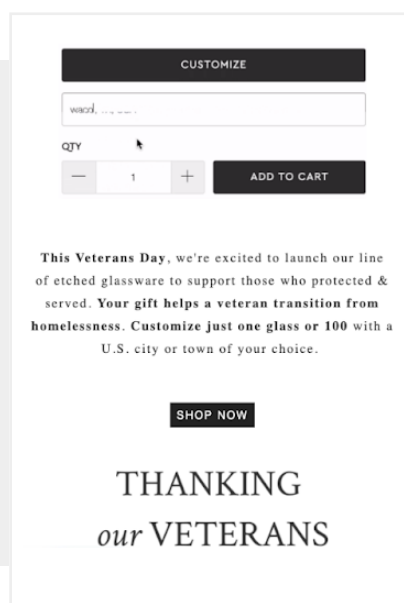 CUSTOMIZE
QTY
— 1 +
ADD TO CART
This Veterans Day, we're excited to launch our line
of etched glassware to support those who protected &
served. Your gift helps a veteran transition from
homelessness. Customize just one glass or 100 with a
U.S. city or town of your choice.
SHOP NOW
THANKING
our VETERANS